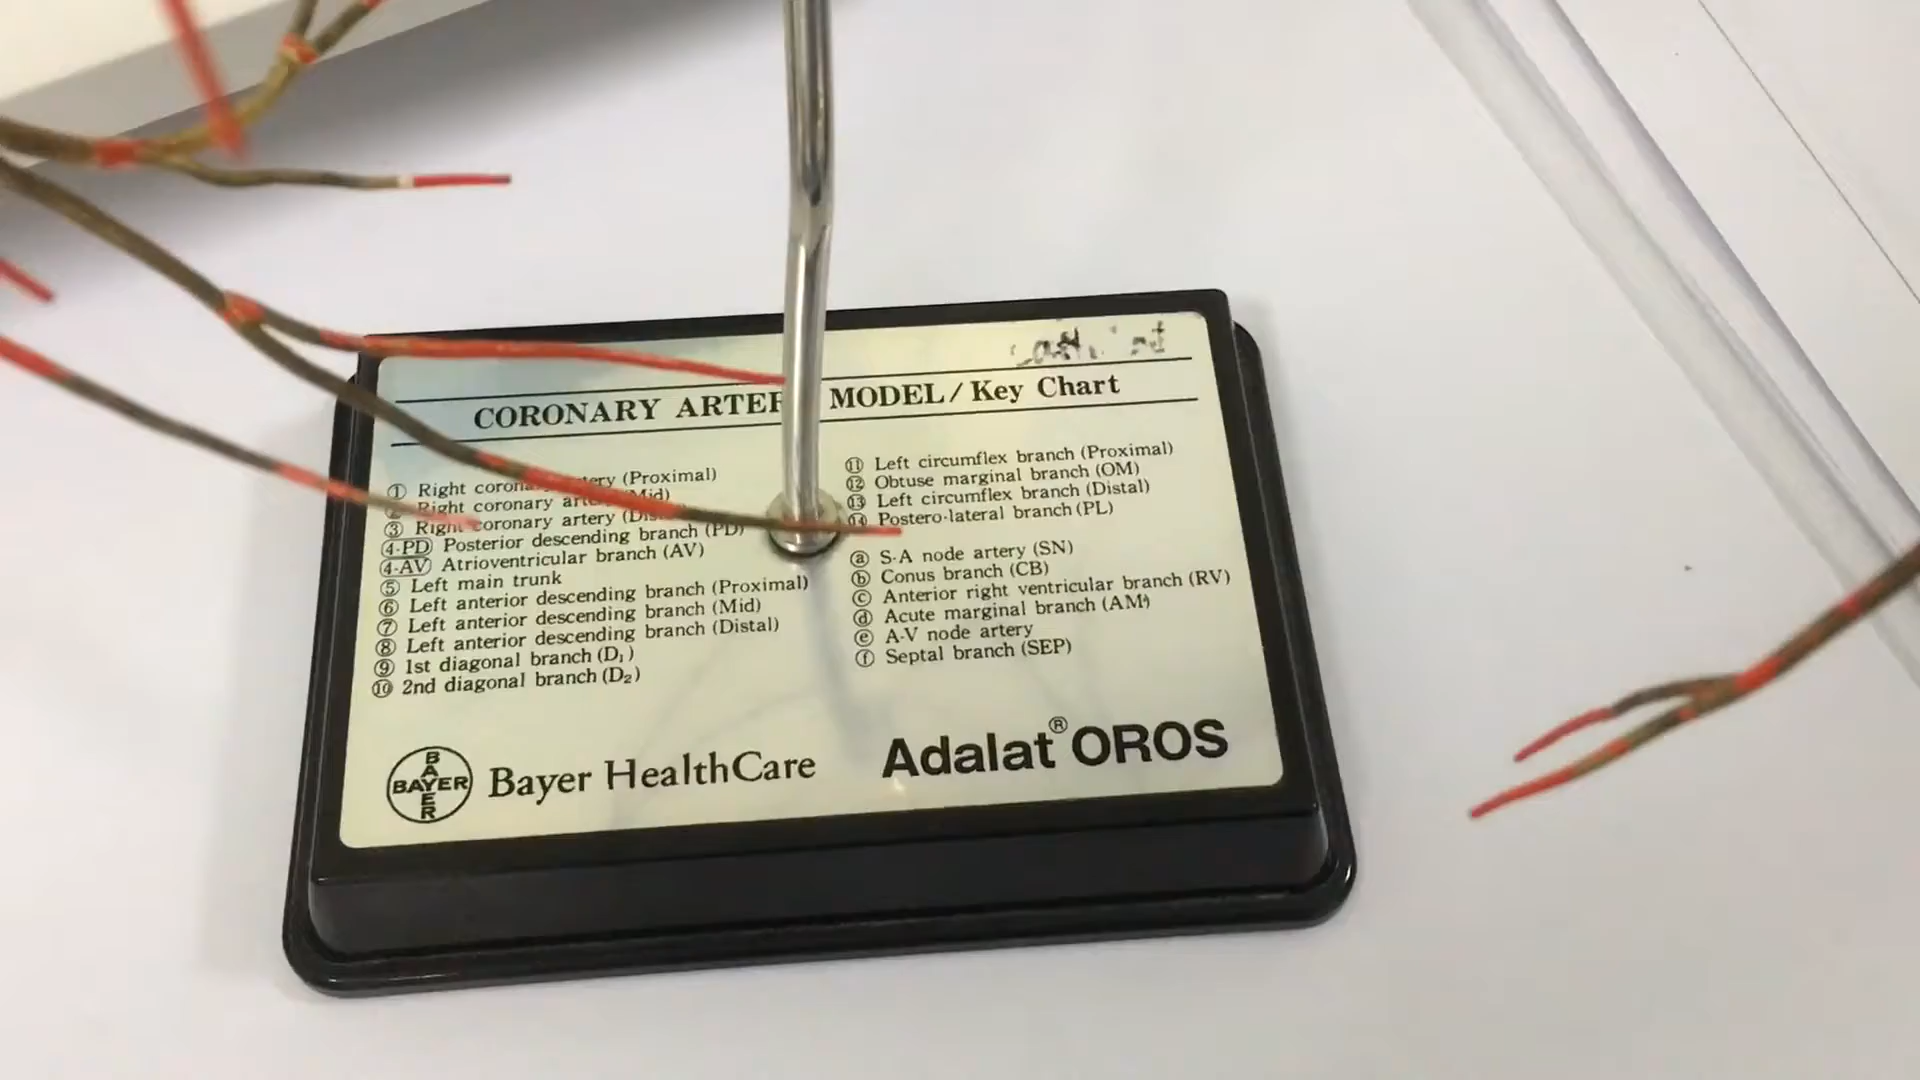 CORONARY ARTER MODEL/Key Chart
① Right corona tery (Proximal)
Right coronary art (Mid)
③ Right coronary artery (Dis
4-PD Posterior descending branch (PD)
4-AV Atrioventricular branch (AV)
⑤ Left main trunk
⑥ Left anterior descending branch (Proximal)
⑦ Left anterior descending branch (Mid)
⑧ Left anterior descending branch (Distal)
⑨ 1st diagonal branch (D₁)
⑩ 2nd diagonal branch (D₂)
⑪ Left circumflex branch (Proximal)
⑫ Obtuse marginal branch (OM)
⑬ Left circumflex branch (Distal)
⑭ Postero-lateral branch (PL)
ⓐ S·A node artery (SN)
ⓑ Conus branch (CB)
ⓒ Anterior right ventricular branch (RV)
ⓓ Acute marginal branch (AM)
ⓔ A-V node artery
ⓕ Septal branch (SEP)
BAYER BAYER Bayer HealthCare
Adalat® OROS